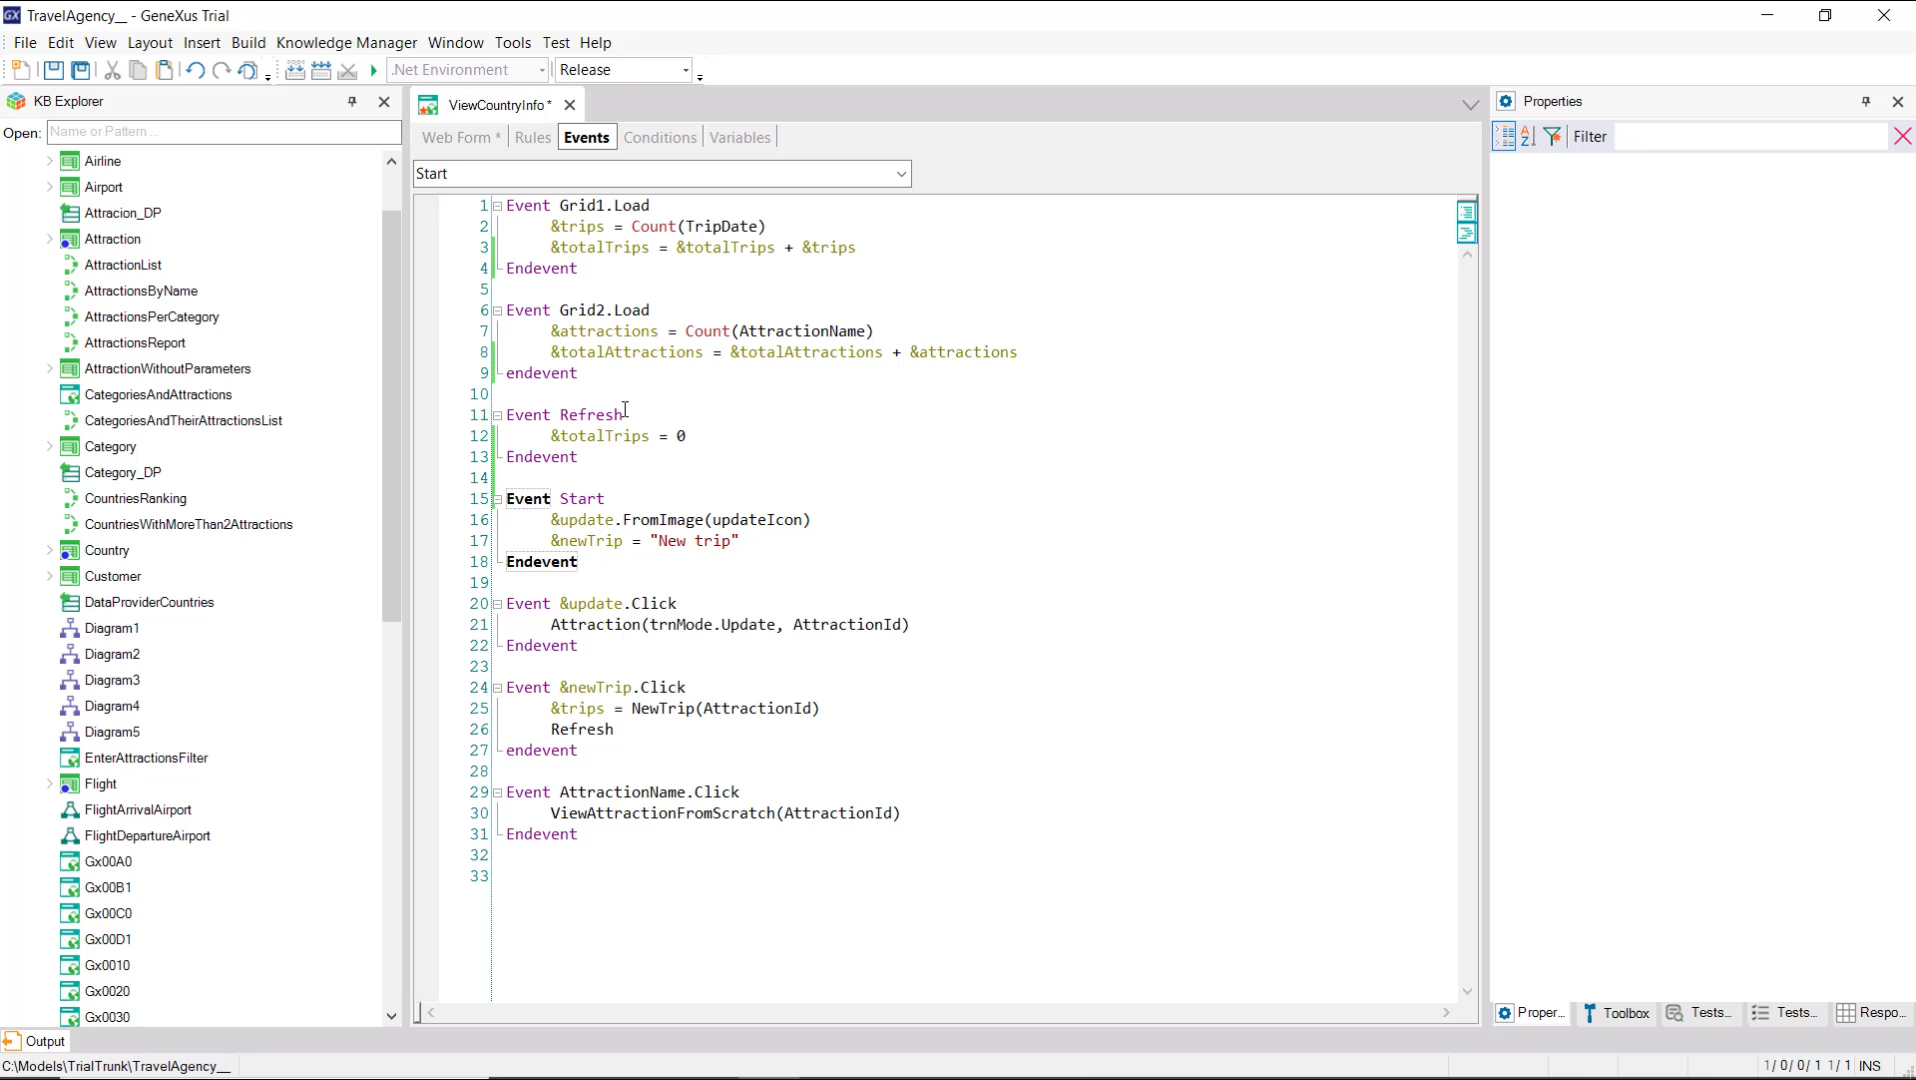 TravelAgency__ - GeneXus Trial
File Edit View Layout Insert Build Knowledge Manager Window Tools Test Help
.Net Environment Release
KB Explorer
Open: Name or Pattern ...
Airline
Airport
Attracion_DP
Attraction
AttractionList
AttractionsByName
AttractionsPerCategory
AttractionsReport
AttractionWithoutParameters
CategoriesAndAttractions
CategoriesAndTheirAttractionsList
Category
Category_DP
CountriesRanking
CountriesWithMoreThan2Attractions
Country
Customer
DataProviderCountries
Diagram1
Diagram2
Diagram3
Diagram4
Diagram5
EnterAttractionsFilter
Flight
FlightArrivalAirport
FlightDepartureAirport
Gx00A0
Gx00B1
Gx00C0
Gx00D1
Gx0010
Gx0020
Gx0030
ViewCountryInfo *
Web Form * Rules Events Conditions Variables
Start
1 Event Grid1.Load
2 &trips = Count(TripDate)
3 &totalTrips = &totalTrips + &trips
4 Endevent
5
6 Event Grid2.Load
7 &attractions = Count(AttractionName)
8 &totalAttractions = &totalAttractions + &attractions
9 endevent
10
11 Event Refresh
12 &totalTrips = 0
13 Endevent
14
15 Event Start
16 &update.FromImage(updateIcon)
17 &newTrip = "New trip"
18 Endevent
19
20 Event &update.Click
21 Attraction(trnMode.Update, AttractionId)
22 Endevent
23
24 Event &newTrip.Click
25 &trips = NewTrip(AttractionId)
26 Refresh
27 endevent
28
29 Event AttractionName.Click
30 ViewAttractionFromScratch(AttractionId)
31 Endevent
32
33
Properties
Filter
Proper... Toolbox Tests... Tests... Respo...
Output
C:\Models\TrialTrunk\TravelAgency__
1/ 0/ 0/ 1 1/ 1 INS